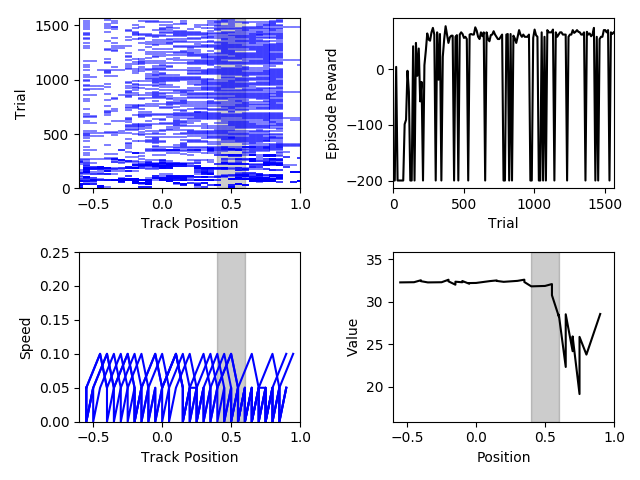 1500
1000
500
0
Trial
−0.5 0.0 0.5 1.0
Track Position
0
−100
−200
Episode Reward
0 500 1000 1500
Trial
0.25
0.20
0.15
0.10
0.05
0.00
Speed
−0.5 0.0 0.5 1.0
Track Position
35
30
25
20
Value
−0.5 0.0 0.5 1.0
Position